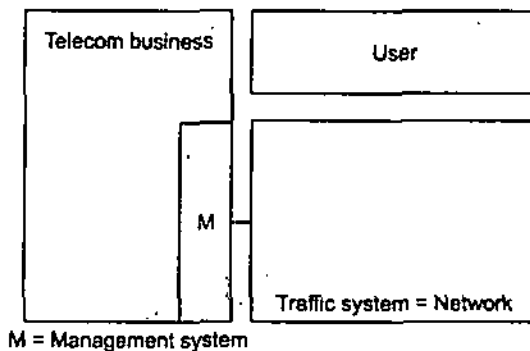 Telecom business
User
M
Traffic system = Network
M = Management system